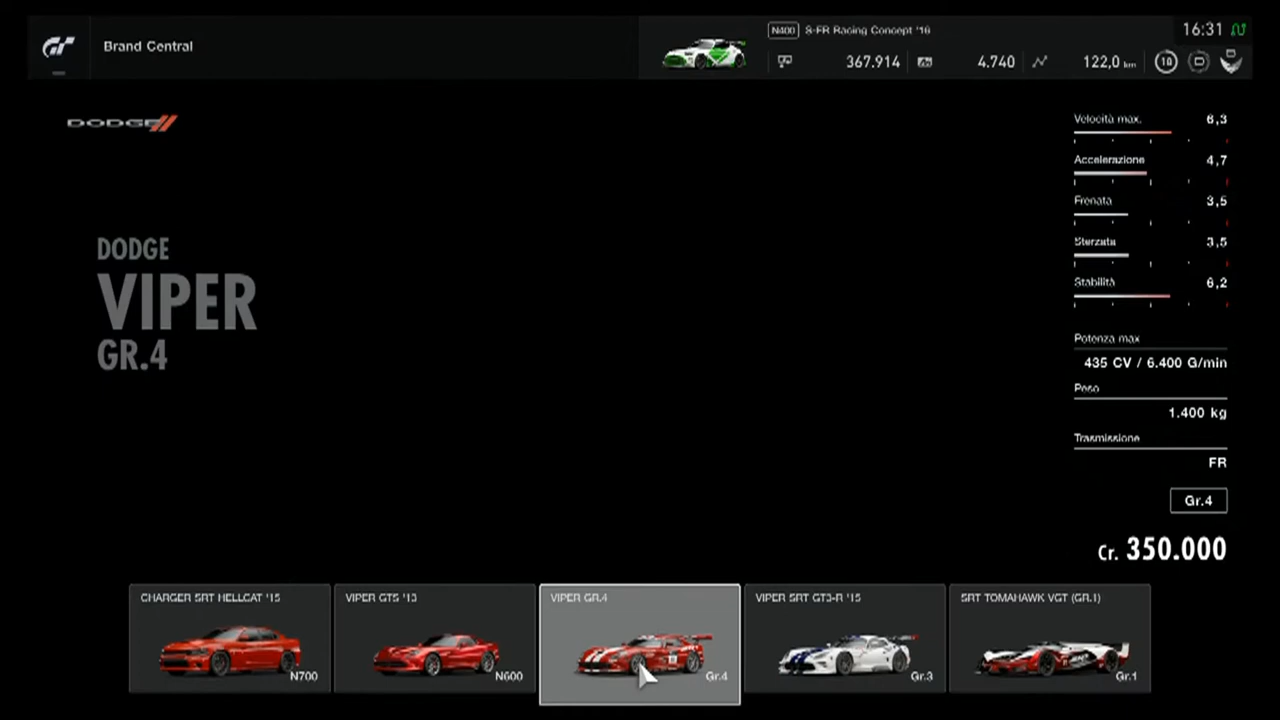 Brand Central
N400 S-FR Racing Concept '16
16:31
367.914
4.740
122,0 km
10
DODGE
DODGE
VIPER
GR.4
Velocità max. 6,3
Accelerazione 4,7
Frenata 3,5
Sterzata 3,5
Stabilità 6,2
Potenza max
435 CV / 6.400 G/min
Peso
1.400 kg
Trasmissione
FR
Gr.4
Cr. 350.000
CHARGER SRT HELLCAT '15
N700
VIPER GTS '13
N600
VIPER GR.4
Gr.4
VIPER SRT GT3-R '15
Gr.3
SRT TOMAHAWK VGT (GR.1)
Gr.1